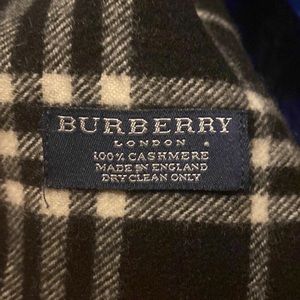 BURBERRY
LONDON
100% CASHMERE
MADE IN ENGLAND
DRY CLEAN ONLY